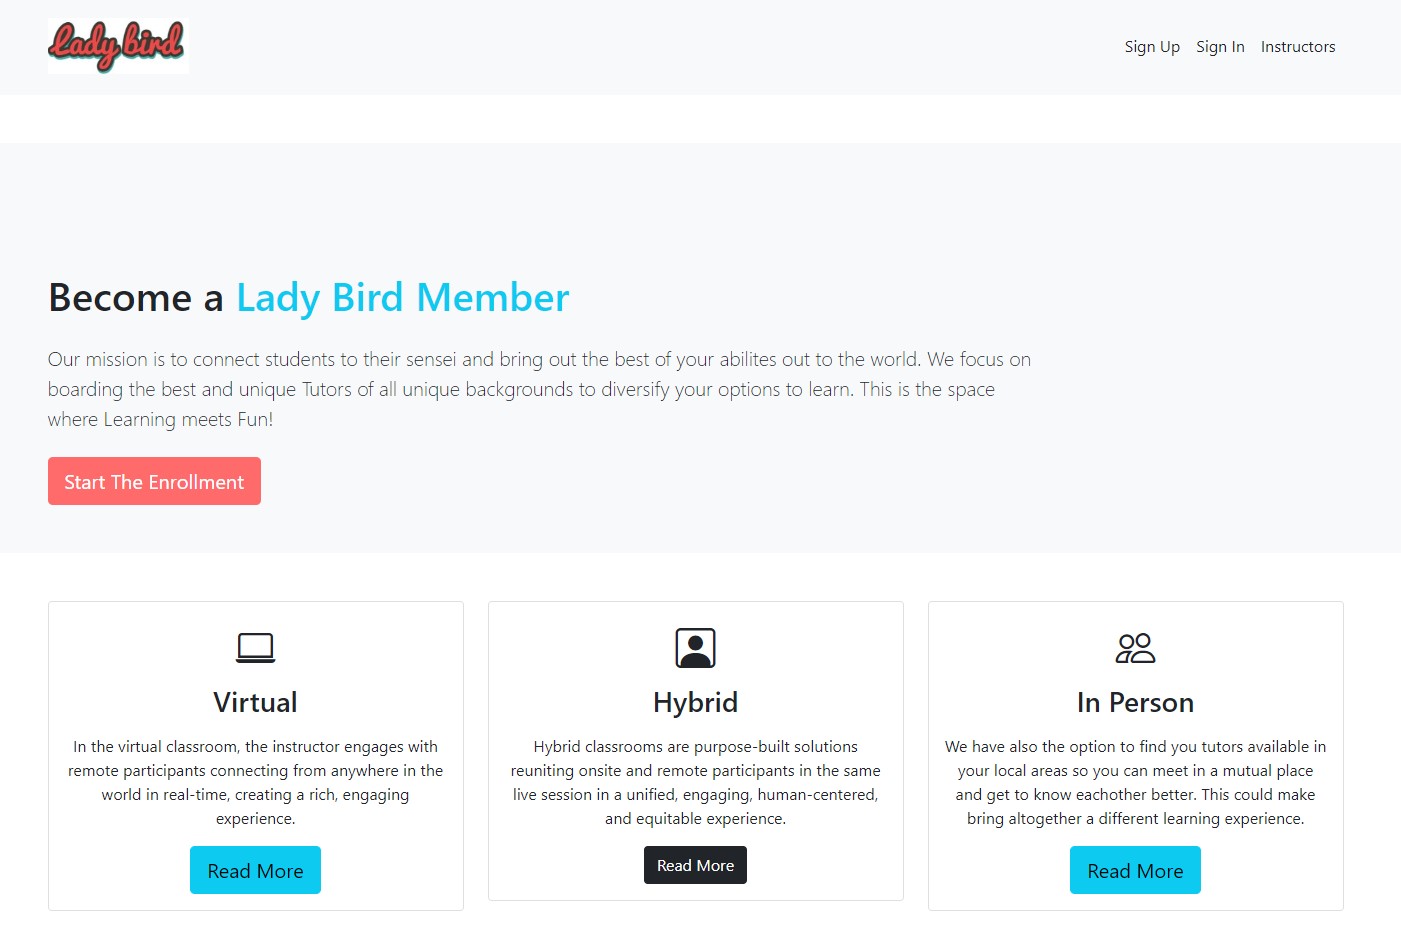 Lady bird
Sign Up Sign In Instructors
Become a Lady Bird Member
Our mission is to connect students to their sensei and bring out the best of your abilites out to the world. We focus on
boarding the best and unique Tutors of all unique backgrounds to diversify your options to learn. This is the space
where Learning meets Fun!
Start The Enrollment
Virtual
In the virtual classroom, the instructor engages with
remote participants connecting from anywhere in the
world in real-time, creating a rich, engaging
experience.
Read More
Hybrid
Hybrid classrooms are purpose-built solutions
reuniting onsite and remote participants in the same
live session in a unified, engaging, human-centered,
and equitable experience.
Read More
In Person
We have also the option to find you tutors available in
your local areas so you can meet in a mutual place
and get to know eachother better. This could make
bring altogether a different learning experience.
Read More